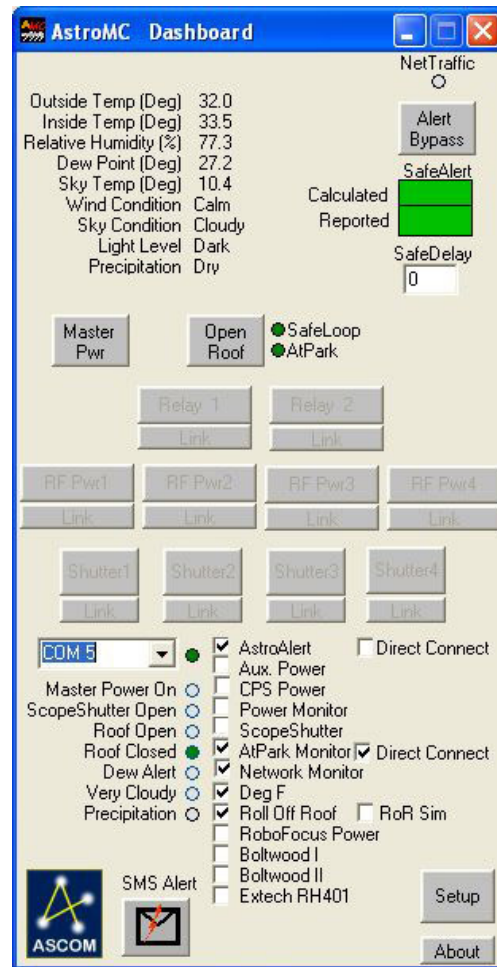 AstroMC Dashboard
NetTraffic
Outside Temp (Deg) 32.0
Inside Temp (Deg) 33.5
Relative Humidity (%) 77.3
Dew Point (Deg) 27.2
Sky Temp (Deg) 10.4
Wind Condition Calm
Sky Condition Cloudy
Light Level Dark
Precipitation Dry
Alert
Bypass
SafeAlert
Calculated
Reported
SafeDelay
0
Master
Pwr
Open
Roof
SafeLoop
AtPark
Relay 1 Relay 2
Link Link
RF Pwr1 RF Pwr2 RF Pwr3 RF Pwr4
Link Link Link Link
Shutter1 Shutter2 Shutter3 Shutter4
Link Link Link Link
COM 5
AstroAlert Direct Connect
Aux. Power
Master Power On CPS Power
ScopeShutter Open Power Monitor
Roof Open ScopeShutter
Roof Closed AtPark Monitor Direct Connect
Dew Alert Network Monitor
Very Cloudy Deg F
Precipitation Roll Off Roof RoR Sim
RoboFocus Power
Boltwood I
Boltwood II
Extech RH401
ASCOM
SMS Alert
Setup
About